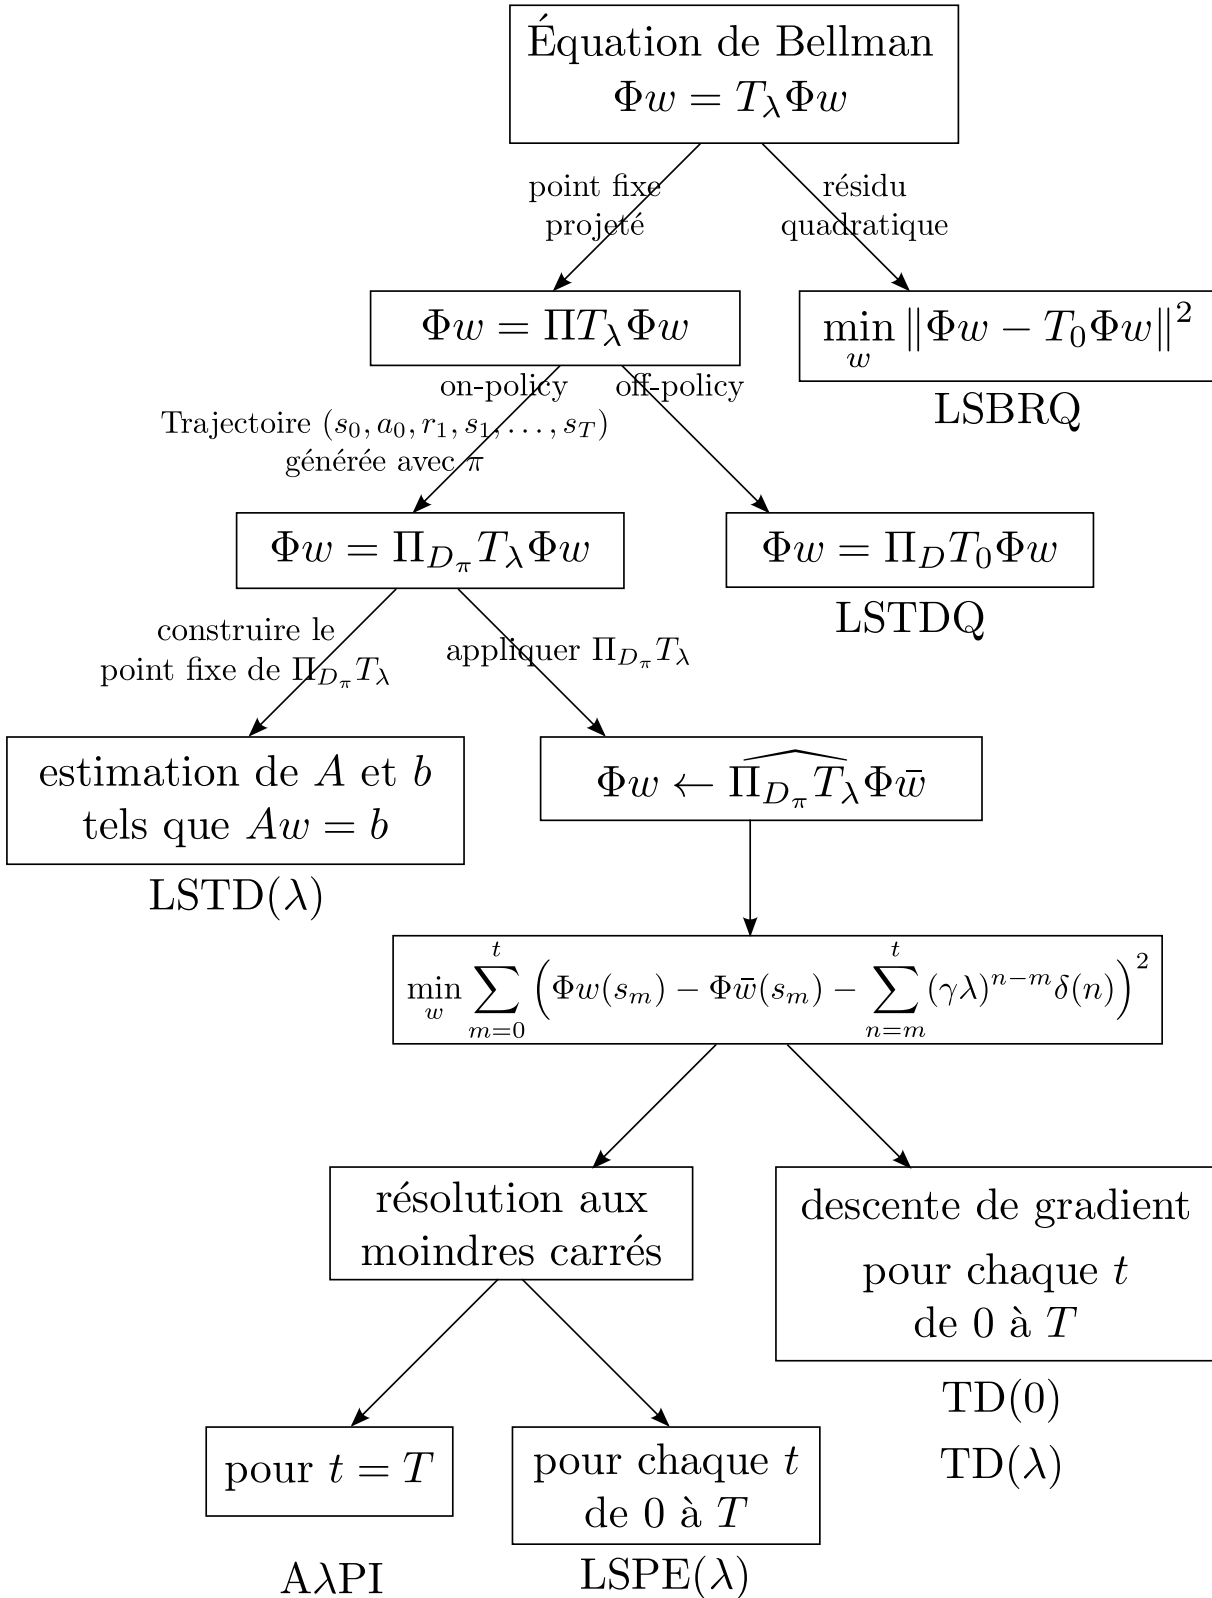 Équation de Bellman
Φw = T_λΦw
point fixe
projeté
résidu
quadratique
Φw = ΠT_λΦw
min_w ‖Φw − T_0Φw‖²
LSBRQ
on-policy
off-policy
Trajectoire (s_0, a_0, r_1, s_1, . . . , s_T)
générée avec π
Φw = Π_{D_π}T_λΦw
Φw = Π_D T_0Φw
LSTDQ
construire le
point fixe de Π_{D_π}T_λ
appliquer Π_{D_π}T_λ
estimation de A et b
tels que Aw = b
LSTD(λ)
Φw ← \widehat{Π_{D_π}T_λ}Φw̄
min_w ∑_{m=0}^{t} (Φw(s_m) − Φw̄(s_m) − ∑_{n=m}^{t} (γλ)^{n−m}δ(n))²
résolution aux
moindres carrés
descente de gradient
pour chaque t
de 0 à T
TD(0)
TD(λ)
pour t = T
AλPI
pour chaque t
de 0 à T
LSPE(λ)